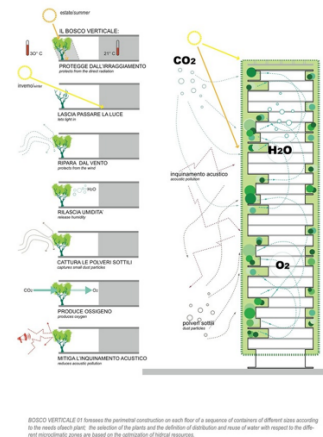 estate/summer
IL BOSCO VERTICALE:
30° C
21° C
PROTEGGE DALL'IRRAGGIAMENTO
protects from the direct radiation
inverno/winter
LASCIA PASSARE LA LUCE
lets light in
RIPARA DAL VENTO
protects from the wind
H₂O
RILASCIA UMIDITA'
release humidity
CATTURA LE POLVERI SOTTILI
captures small dust particles
CO₂
O₂
PRODUCE OSSIGENO
produces oxygen
MITIGA L'INQUINAMENTO ACUSTICO
reduces acoustic pollution
CO₂
H₂O
inquinamento acustico
acoustic pollution
O₂
polveri sottili
dust particles
BOSCO VERTICALE 01 foresees the perimetral construction on each floor of a sequence of containers of different sizes according
to the needs ofaech plant; the selection of the plants and the definition of distribution and reuse of water with respect to the diffe-
rent microclimatic zones are based on the optimization of hidrical resources.